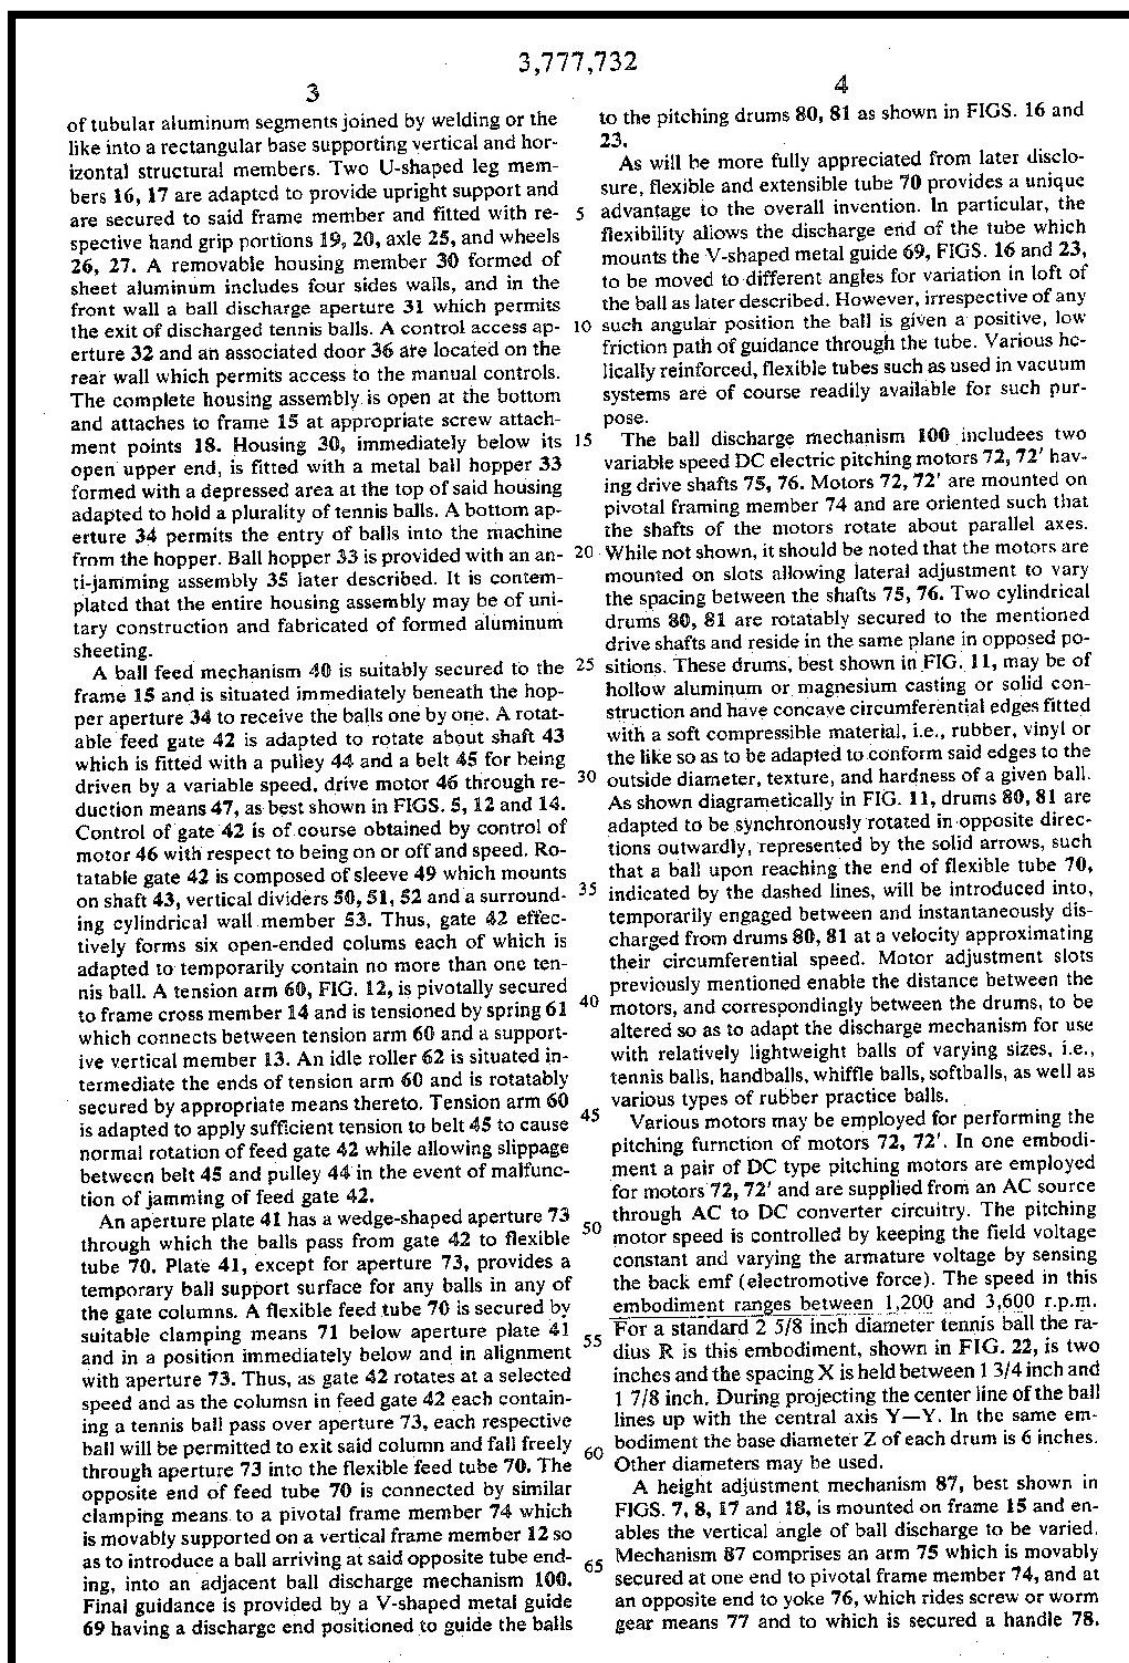 3,777,732
3
of tubular aluminum segments joined by welding or the
like into a rectangular base supporting vertical and hor-
izontal structural members. Two U-shaped leg mem-
bers 16, 17 are adapted to provide upright support and
are secured to said frame member and fitted with re-
spective hand grip portions 19, 20, axle 25, and wheels
26, 27. A removable housing member 30 formed of
sheet aluminum includes four sides walls, and in the
front wall a ball discharge aperture 31 which permits
the exit of discharged tennis balls. A control access ap-
erture 32 and an associated door 36 are located on the
rear wall which permits access to the manual controls.
The complete housing assembly is open at the bottom
and attaches to frame 15 at appropriate screw attach-
ment points 18. Housing 30, immediately below its
open upper end, is fitted with a metal ball hopper 33
formed with a depressed area at the top of said housing
adapted to hold a plurality of tennis balls. A bottom ap-
erture 34 permits the entry of balls into the machine
from the hopper. Ball hopper 33 is provided with an an-
ti-jamming assembly 35 later described. It is contem-
plated that the entire housing assembly may be of uni-
tary construction and fabricated of formed aluminum
sheeting.
A ball feed mechanism 40 is suitably secured to the
frame 15 and is situated immediately beneath the hop-
per aperture 34 to receive the balls one by one. A rotat-
able feed gate 42 is adapted to rotate about shaft 43
which is fitted with a pulley 44 and a belt 45 for being
driven by a variable speed, drive motor 46 through re-
duction means 47, as best shown in FIGS. 5, 12 and 14.
Control of gate 42 is of course obtained by control of
motor 46 with respect to being on or off and speed. Ro-
tatable gate 42 is composed of sleeve 49 which mounts
on shaft 43, vertical dividers 50, 51, 52 and a surround-
ing cylindrical wall member 53. Thus, gate 42 effec-
tively forms six open-ended colums each of which is
adapted to temporarily contain no more than one ten-
nis ball. A tension arm 60, FIG. 12, is pivotally secured
to frame cross member 14 and is tensioned by spring 61
which connects between tension arm 60 and a support-
ive vertical member 13. An idle roller 62 is situated in-
termediate the ends of tension arm 60 and is rotatably
secured by appropriate means thereto. Tension arm 60
is adapted to apply sufficient tension to belt 45 to cause
normal rotation of feed gate 42 while allowing slippage
between belt 45 and pulley 44 in the event of malfunc-
tion of jamming of feed gate 42.
An aperture plate 41 has a wedge-shaped aperture 73
through which the balls pass from gate 42 to flexible
tube 70. Plate 41, except for aperture 73, provides a
temporary ball support surface for any balls in any of
the gate columns. A flexible feed tube 70 is secured by
suitable clamping means 71 below aperture plate 41
and in a position immediately below and in alignment
with aperture 73. Thus, as gate 42 rotates at a selected
speed and as the columsn in feed gate 42 each contain-
ing a tennis ball pass over aperture 73, each respective
ball will be permitted to exit said column and fall freely
through aperture 73 into the flexible feed tube 70. The
opposite end of feed tube 70 is connected by similar
clamping means to a pivotal frame member 74 which
is movably supported on a vertical frame member 12 so
as to introduce a ball arriving at said opposite tube end-
ing, into an adjacent ball discharge mechanism 100.
Final guidance is provided by a V-shaped metal guide
69 having a discharge end positioned to guide the balls
5
10
15
20
25
30
35
40
45
50
55
60
65
4
to the pitching drums 80, 81 as shown in FIGS. 16 and
23.
As will be more fully appreciated from later disclo-
sure, flexible and extensible tube 70 provides a unique
advantage to the overall invention. In particular, the
flexibility allows the discharge end of the tube which
mounts the V-shaped metal guide 69, FIGS. 16 and 23,
to be moved to different angles for variation in loft of
the ball as later described. However, irrespective of any
such angular position the ball is given a positive, low
friction path of guidance through the tube. Various he-
lically reinforced, flexible tubes such as used in vacuum
systems are of course readily available for such pur-
pose.
The ball discharge mechanism 100 includees two
variable speed DC electric pitching motors 72, 72' hav-
ing drive shafts 75, 76. Motors 72, 72' are mounted on
pivotal framing member 74 and are oriented such that
the shafts of the motors rotate about parallel axes.
While not shown, it should be noted that the motors are
mounted on slots allowing lateral adjustment to vary
the spacing between the shafts 75, 76. Two cylindrical
drums 80, 81 are rotatably secured to the mentioned
drive shafts and reside in the same plane in opposed po-
sitions. These drums, best shown in FIG. 11, may be of
hollow aluminum or magnesium casting or solid con-
struction and have concave circumferential edges fitted
with a soft compressible material, i.e., rubber, vinyl or
the like so as to be adapted to conform said edges to the
outside diameter, texture, and hardness of a given ball.
As shown diagrametically in FIG. 11, drums 80, 81 are
adapted to be synchronously rotated in opposite direc-
tions outwardly, represented by the solid arrows, such
that a ball upon reaching the end of flexible tube 70,
indicated by the dashed lines, will be introduced into,
temporarily engaged between and instantaneously dis-
charged from drums 80, 81 at a velocity approximating
their circumferential speed. Motor adjustment slots
previously mentioned enable the distance between the
motors, and correspondingly between the drums, to be
altered so as to adapt the discharge mechanism for use
with relatively lightweight balls of varying sizes, i.e.,
tennis balls, handballs, whiffle balls, softballs, as well as
various types of rubber practice balls.
Various motors may be employed for performing the
pitching furnction of motors 72, 72'. In one embodi-
ment a pair of DC type pitching motors are employed
for motors 72, 72' and are supplied from an AC source
through AC to DC converter circuitry. The pitching
motor speed is controlled by keeping the field voltage
constant and varying the armature voltage by sensing
the back emf (electromotive force). The speed in this
embodiment ranges between 1,200 and 3,600 r.p.m.
For a standard 2 5/8 inch diameter tennis ball the ra-
dius R is this embodiment, shown in FIG. 22, is two
inches and the spacing X is held between 1 3/4 inch and
1 7/8 inch. During projecting the center line of the ball
lines up with the central axis Y—Y. In the same em-
bodiment the base diameter Z of each drum is 6 inches.
Other diameters may be used.
A height adjustment mechanism 87, best shown in
FIGS. 7, 8, 17 and 18, is mounted on frame 15 and en-
ables the vertical angle of ball discharge to be varied.
Mechanism 87 comprises an arm 75 which is movably
secured at one end to pivotal frame member 74, and at
an opposite end to yoke 76, which rides screw or worm
gear means 77 and to which is secured a handle 78.